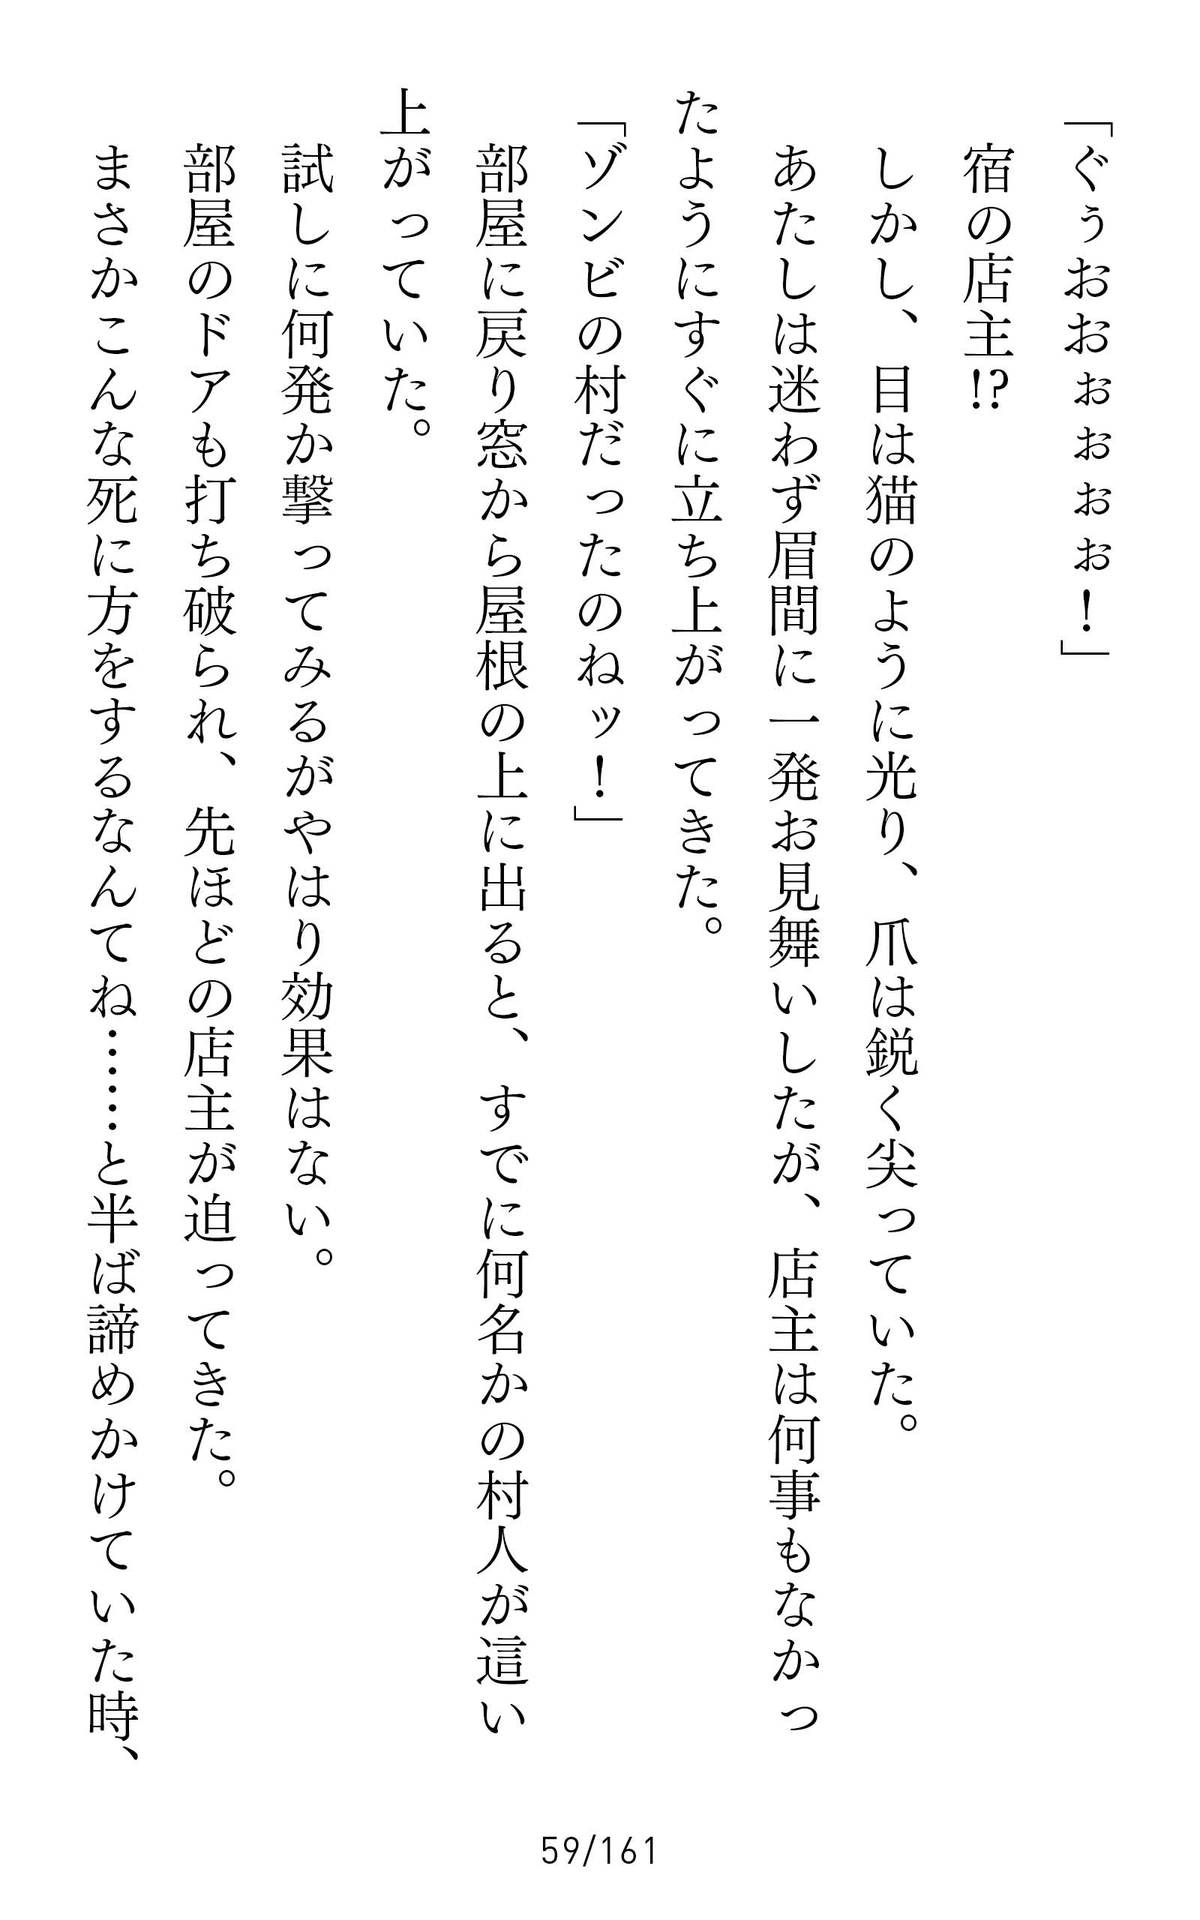 「ぐぅおおぉぉぉぉ！」
宿の店主!?
しかし、目は猫のように光り、爪は鋭く尖っていた。
あたしは迷わず眉間に一発お見舞いしたが、店主は何事もなかっ
たようにすぐに立ち上がってきた。
「ゾンビの村だったのねッ！」
部屋に戻り窓から屋根の上に出ると、すでに何名かの村人が這い
上がっていた。
試しに何発か撃ってみるがやはり効果はない。
部屋のドアも打ち破られ、先ほどの店主が迫ってきた。
まさかこんな死に方をするなんてね……と半ば諦めかけていた時、
59/161